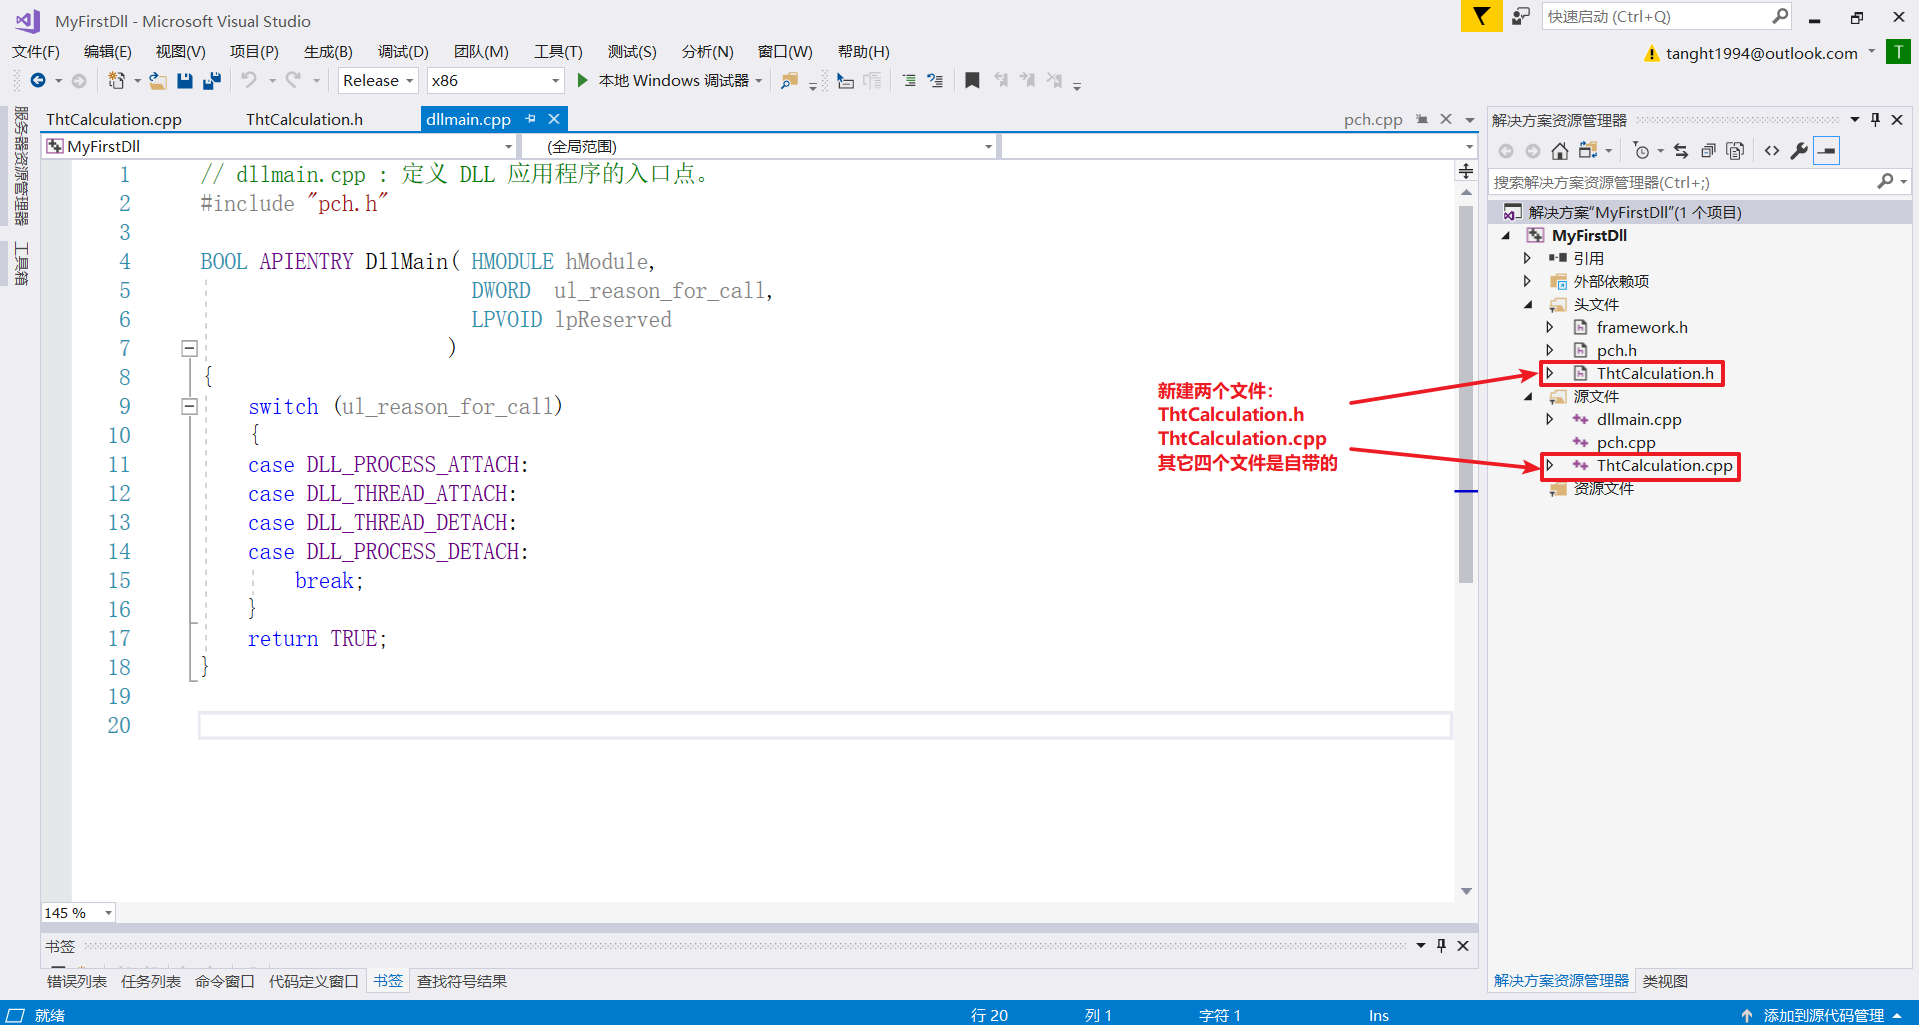 MyFirstDll - Microsoft Visual Studio
快速启动 (Ctrl+Q)
文件(F) 编辑(E) 视图(V) 项目(P) 生成(B) 调试(D) 团队(M) 工具(T) 测试(S) 分析(N) 窗口(W) 帮助(H)
tanght1994@outlook.com T
Release x86 本地 Windows 调试器
服务器资源管理器
工具箱
ThtCalculation.cpp ThtCalculation.h dllmain.cpp pch.cpp
MyFirstDll (全局范围)
1 // dllmain.cpp : 定义 DLL 应用程序的入口点。
2 #include "pch.h"
3
4 BOOL APIENTRY DllMain( HMODULE hModule,
5 DWORD  ul_reason_for_call,
6 LPVOID lpReserved
7 )
8 {
9 switch (ul_reason_for_call)
10 {
11 case DLL_PROCESS_ATTACH:
12 case DLL_THREAD_ATTACH:
13 case DLL_THREAD_DETACH:
14 case DLL_PROCESS_DETACH:
15 break;
16 }
17 return TRUE;
18 }
19
20
新建两个文件:
ThtCalculation.h
ThtCalculation.cpp
其它四个文件是自带的
145 %
书签
错误列表 任务列表 命令窗口 代码定义窗口 书签 查找符号结果
解决方案资源管理器
搜索解决方案资源管理器(Ctrl+;)
解决方案“MyFirstDll”(1 个项目)
MyFirstDll
引用
外部依赖项
头文件
framework.h
pch.h
ThtCalculation.h
源文件
dllmain.cpp
pch.cpp
ThtCalculation.cpp
资源文件
解决方案资源管理器 类视图
就绪 行 20 列 1 字符 1 Ins 添加到源代码管理